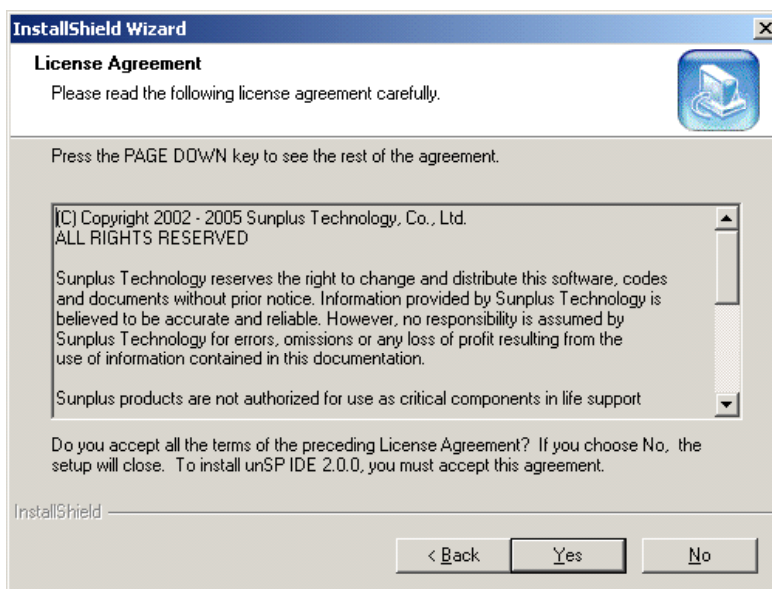 InstallShield Wizard
License Agreement
Please read the following license agreement carefully.
Press the PAGE DOWN key to see the rest of the agreement.
(C) Copyright 2002 - 2005 Sunplus Technology, Co., Ltd.
ALL RIGHTS RESERVED
Sunplus Technology reserves the right to change and distribute this software, codes
and documents without prior notice. Information provided by Sunplus Technology is
believed to be accurate and reliable. However, no responsibility is assumed by
Sunplus Technology for errors, omissions or any loss of profit resulting from the
use of information contained in this documentation.
Sunplus products are not authorized for use as critical components in life support
Do you accept all the terms of the preceding License Agreement? If you choose No, the
setup will close. To install unSP IDE 2.0.0, you must accept this agreement.
InstallShield
< Back
Yes
No